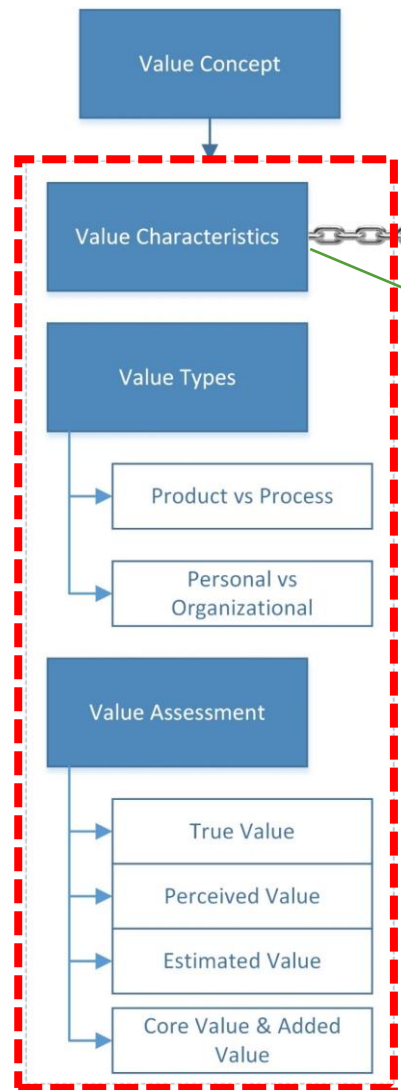 Value Concept
Value Characteristics
Value Types
Product vs Process
Personal vs
Organizational
Value Assessment
True Value
Perceived Value
Estimated Value
Core Value & Added
Value